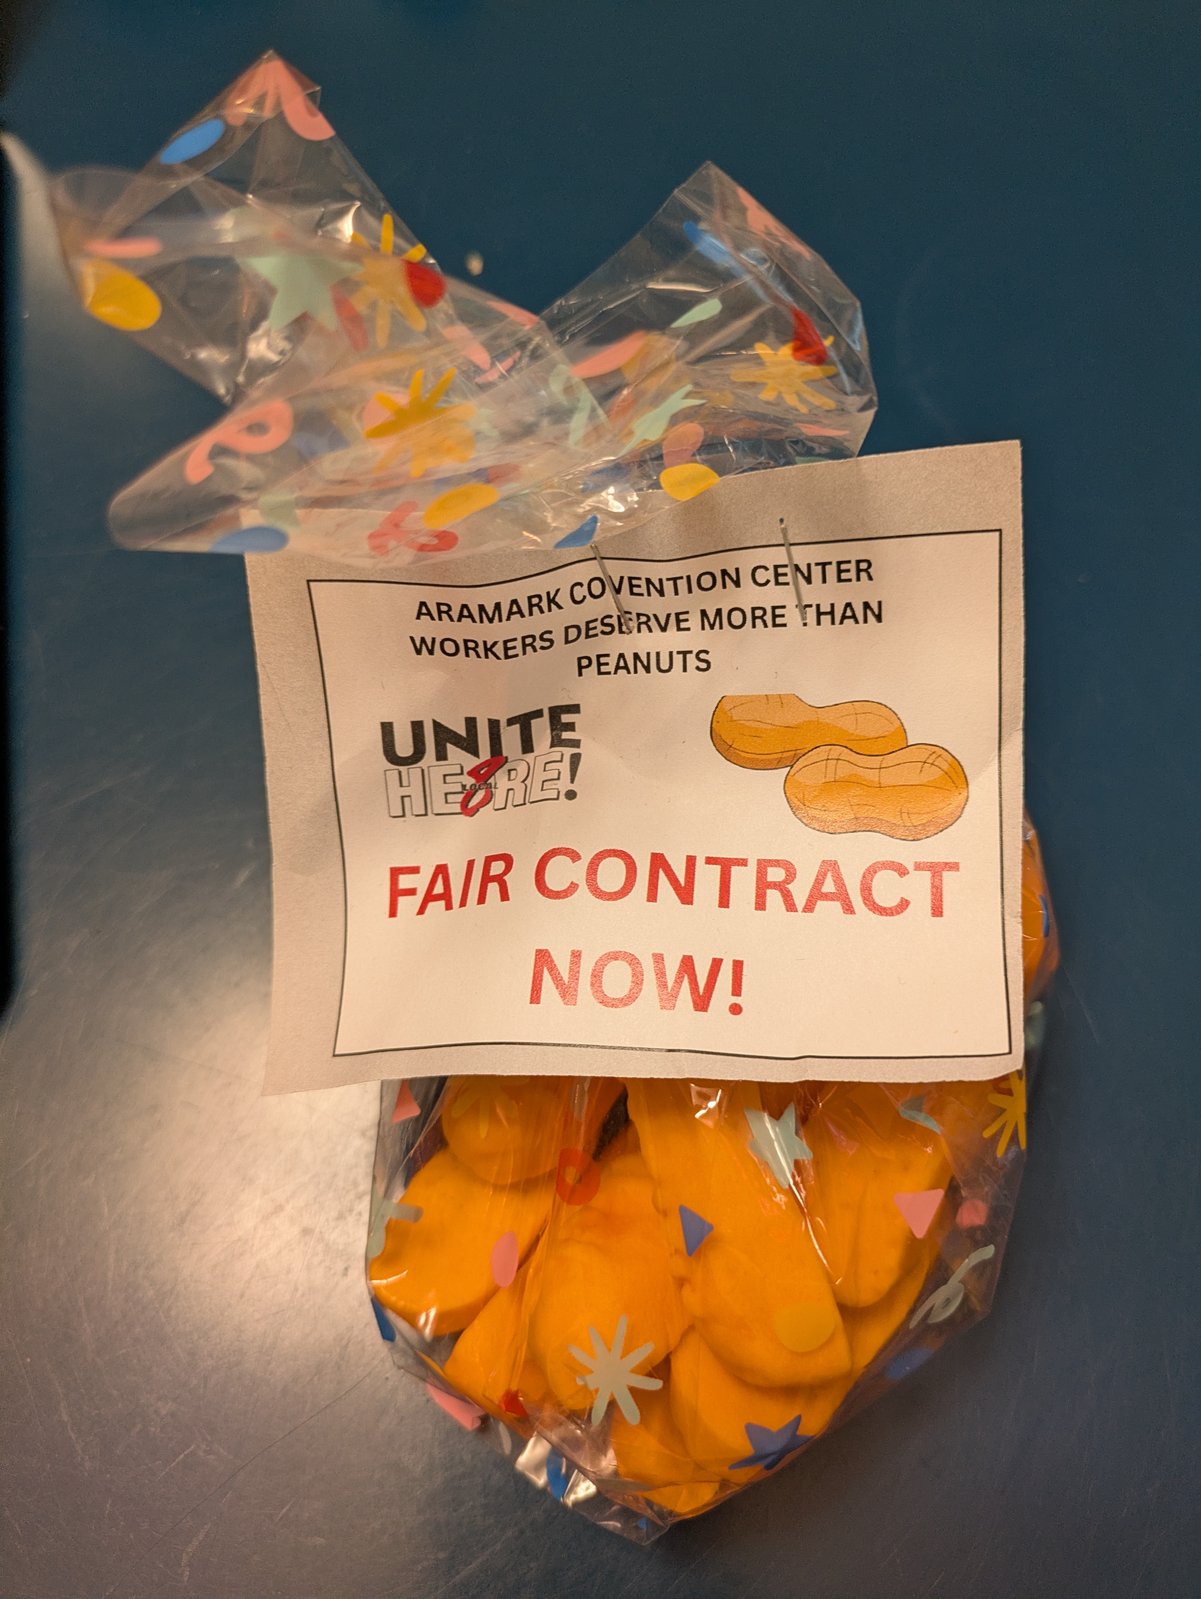 ARAMARK COVENTION CENTER
WORKERS DESERVE MORE THAN
PEANUTS
UNITE
HERE!
LOCAL
8
FAIR CONTRACT
NOW!